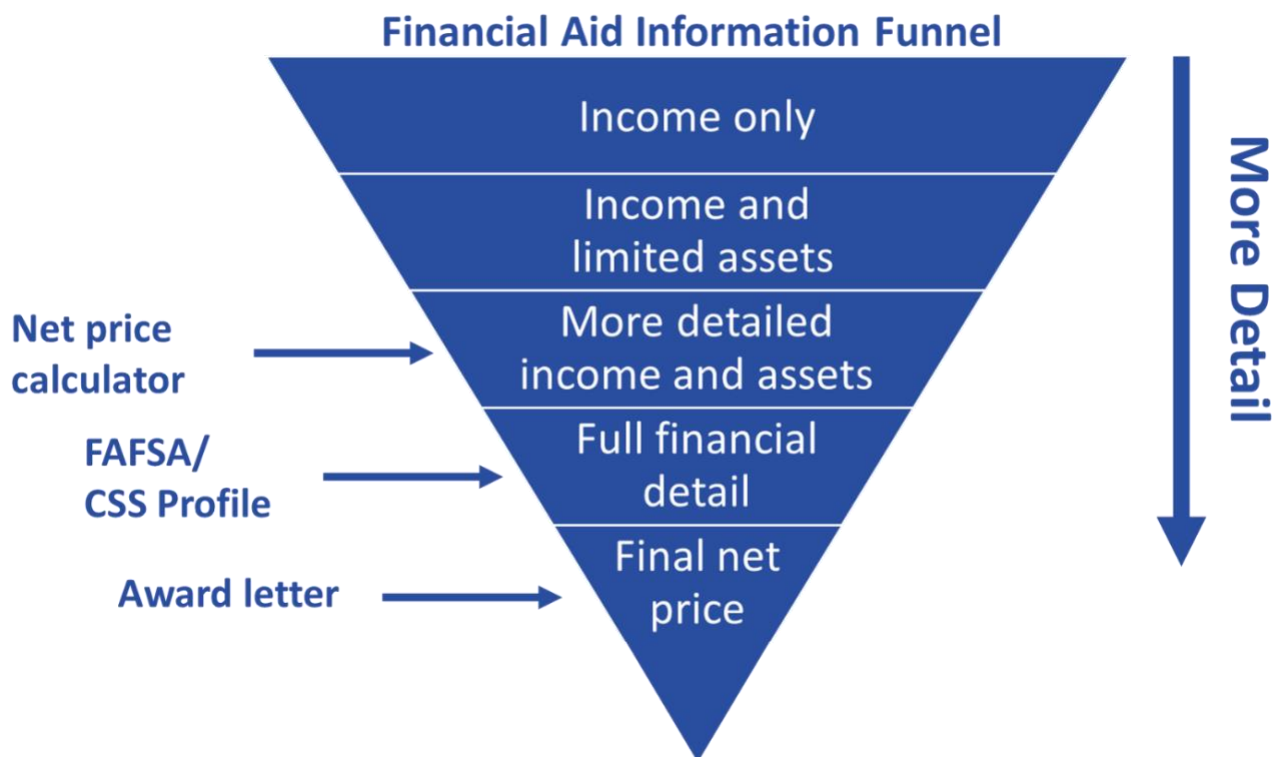 Financial Aid Information Funnel
Income only
Income and
limited assets
More detailed
income and assets
Full financial
detail
Final net
price
Net price
calculator
FAFSA/
CSS Profile
Award letter
More Detail